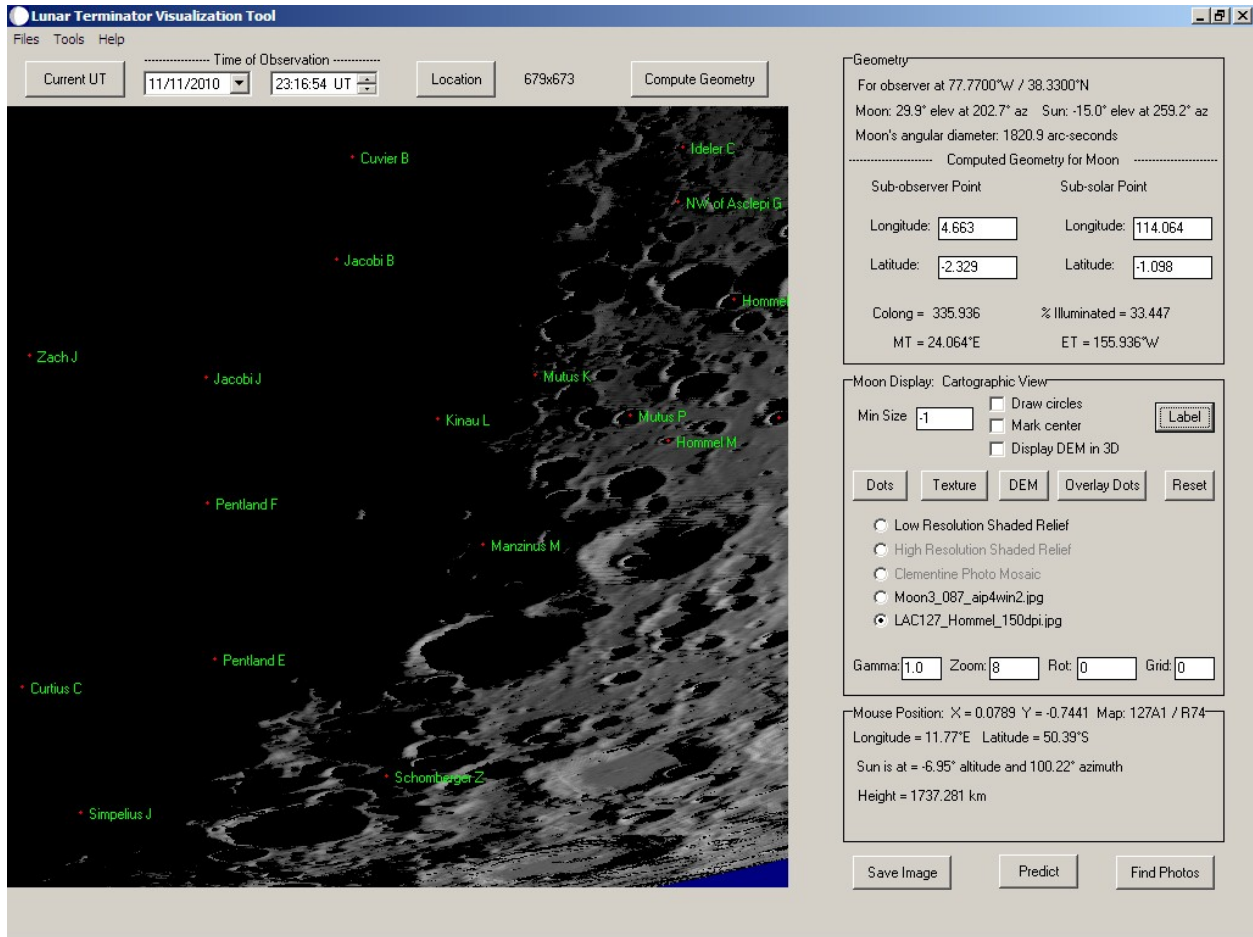 Lunar Terminator Visualization Tool
Files Tools Help
Time of Observation
Current UT
11/11/2010
23:16:54 UT
Location
679x673
Compute Geometry
Cuvier B
Ideler C
NW of Asclepi G
Jacobi B
Hommel
Zach J
Jacobi J
Mutus K
Kinau L
Mutus P
Hommel M
Pentland F
Manzinus M
Pentland E
Curtius C
Schomberger Z
Simpelius J
Geometry
For observer at 77.7700°W / 38.3300°N
Moon: 29.9° elev at 202.7° az Sun: -15.0° elev at 259.2° az
Moon's angular diameter: 1820.9 arc-seconds
Computed Geometry for Moon
Sub-observer Point Sub-solar Point
Longitude: 4.663 Longitude: 114.064
Latitude: -2.329 Latitude: -1.098
Colong = 335.936 % Illuminated = 33.447
MT = 24.064°E ET = 155.936°W
Moon Display: Cartographic View
Min Size -1
Draw circles
Mark center
Display DEM in 3D
Label
Dots Texture DEM Overlay Dots Reset
Low Resolution Shaded Relief
High Resolution Shaded Relief
Clementine Photo Mosaic
Moon3_087_aip4win2.jpg
LAC127_Hommel_150dpi.jpg
Gamma: 1.0 Zoom: 8 Rot: 0 Grid: 0
Mouse Position: X = 0.0789 Y = -0.7441 Map: 127A1 / R74
Longitude = 11.77°E Latitude = 50.39°S
Sun is at = -6.95° altitude and 100.22° azimuth
Height = 1737.281 km
Save Image Predict Find Photos